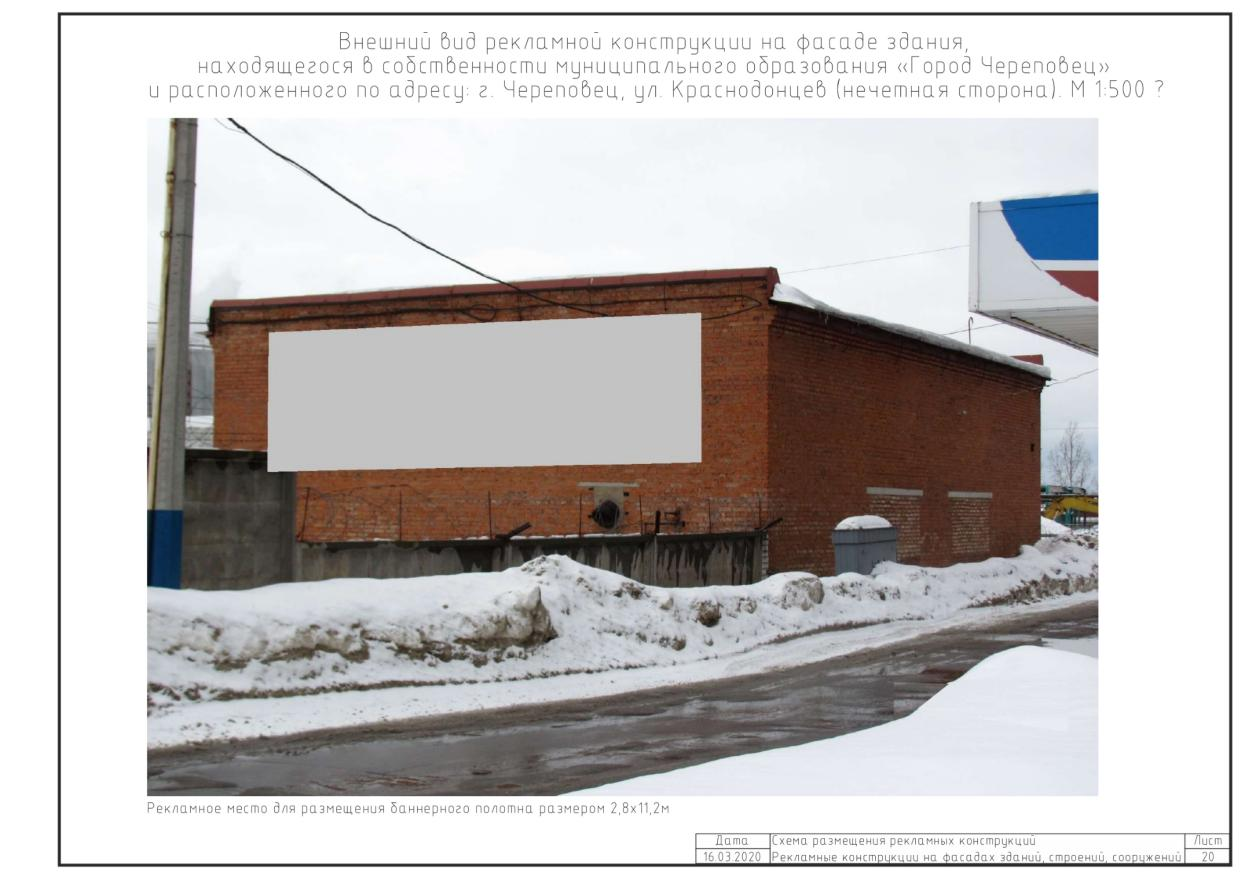 Внешний вид рекламной конструкции на фасаде здания,
находящегося в собственности муниципального образования «Город Череповец»
и расположенного по адресу: г. Череповец, ул. Краснодонцев (нечетная сторона). М 1:500 ?
Рекламное место для размещения баннерного полотна размером 2,8х11,2м
Дата Схема размещения рекламных конструкций Лист
16.03.2020 Рекламные конструкции на фасадах зданий, строений, сооружений 20